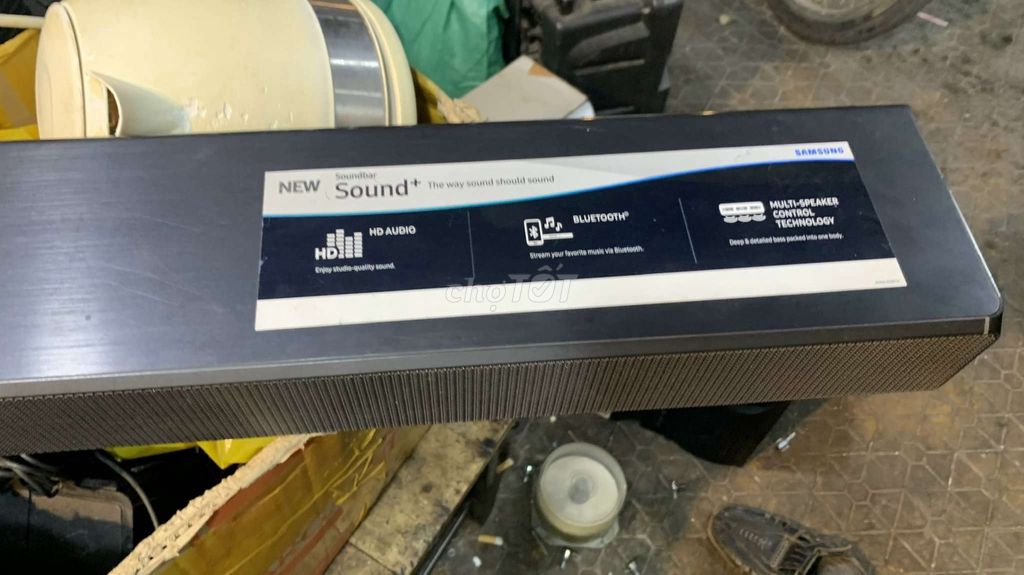 SAMSUNG
NEW Soundbar
Sound+ The way sound should sound
HD HD AUDIO
Enjoy studio-quality sound.
BLUETOOTH®
Stream your favorite music via Bluetooth.
MULTI-SPEAKER
CONTROL
TECHNOLOGY
Deep & detailed bass packed into one body.
chợTỐT